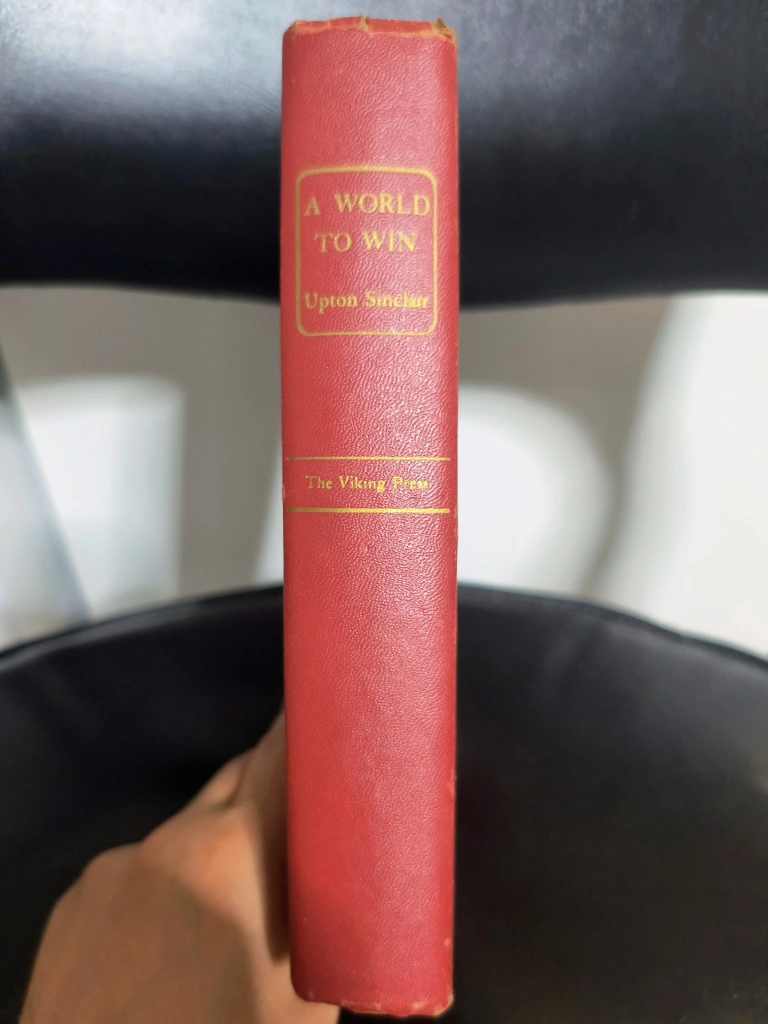 A WORLD
TO WIN
Upton Sinclair
The Viking Press